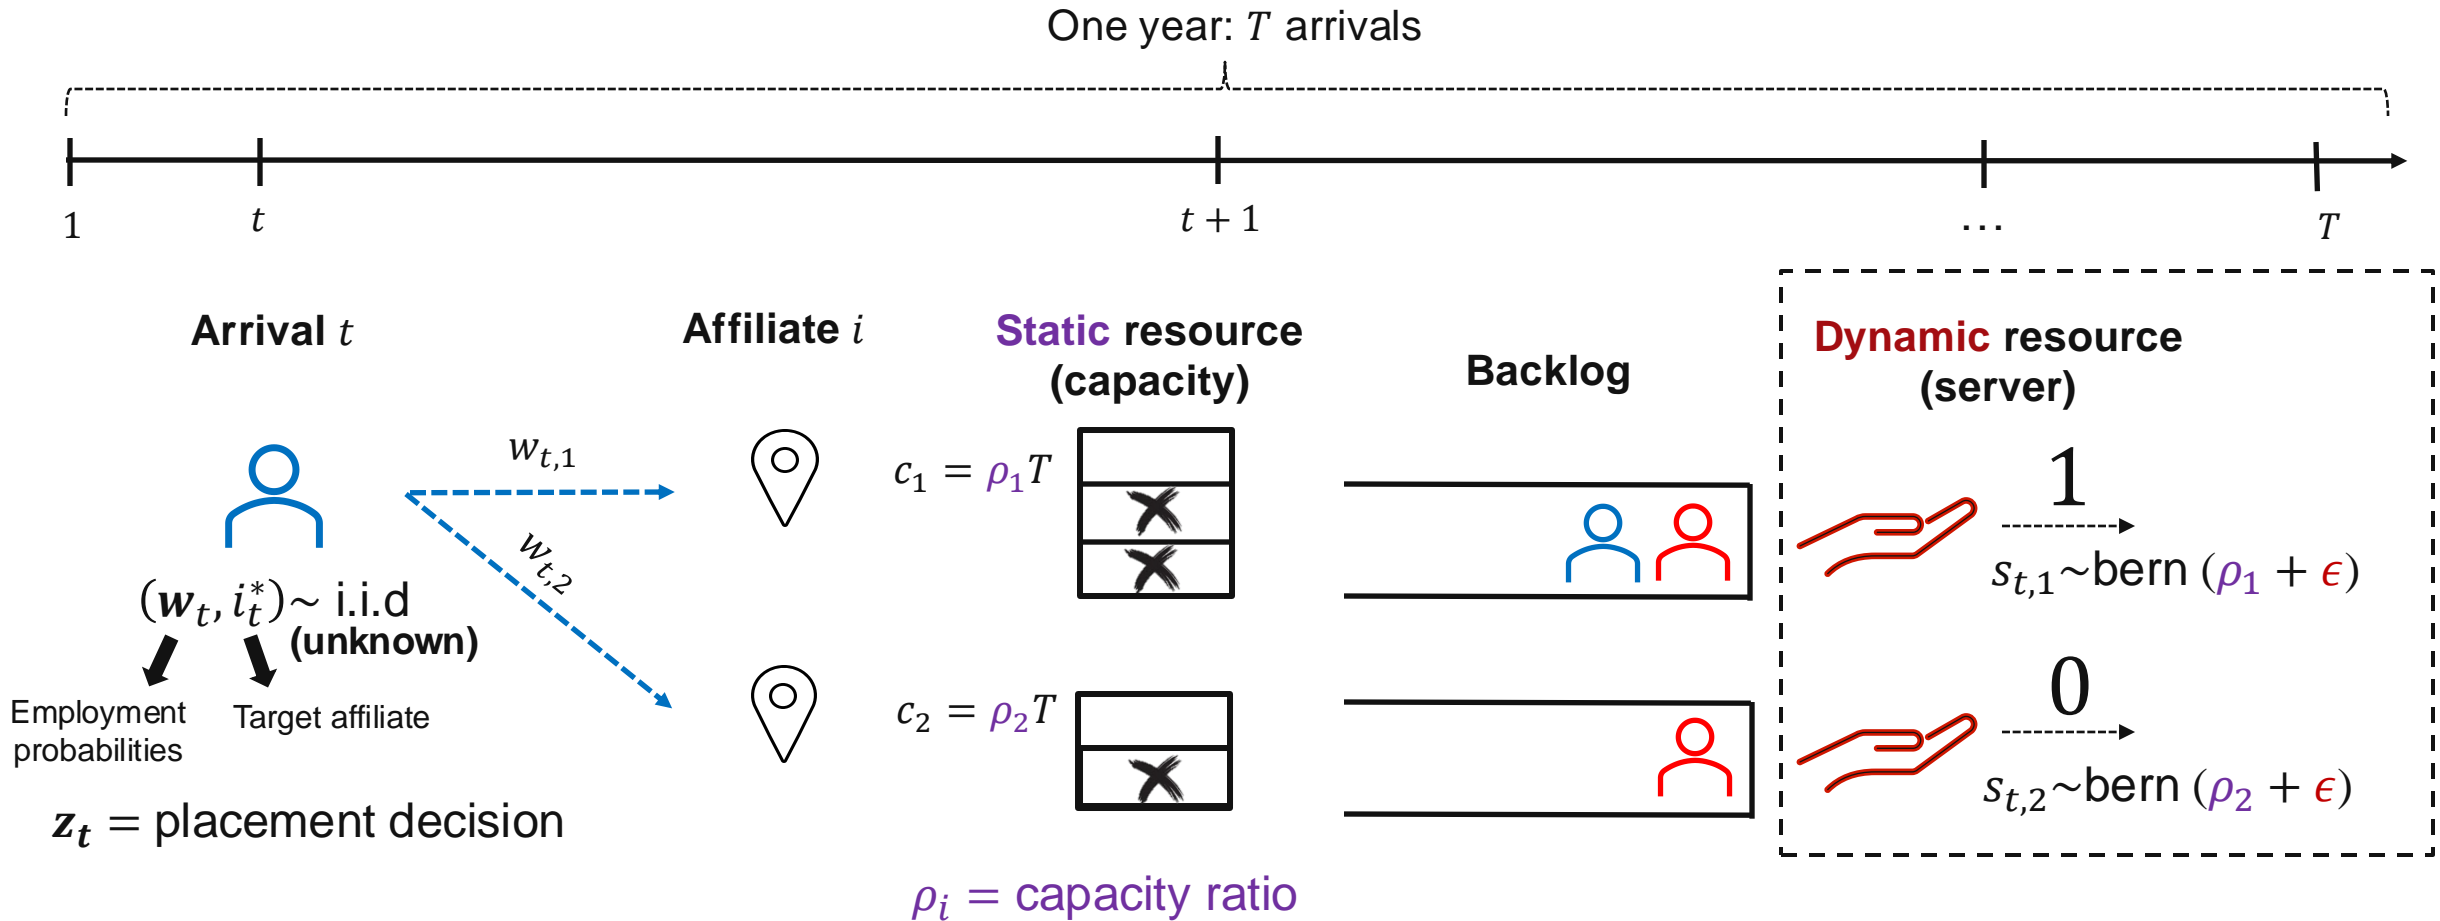 One year: T arrivals
1
t
t + 1
...
T
Arrival t
Affiliate i
Static resource
(capacity)
Backlog
Dynamic resource
(server)
w_{t,1}
w_{t,2}
c_1 = ρ_1T
1
s_{t,1}~bern (ρ_1 + ϵ)
(𝒘_t, i_t^*)~ i.i.d
(unknown)
Employment
probabilities
Target affiliate
c_2 = ρ_2T
0
s_{t,2}~bern (ρ_2 + ϵ)
𝒛_𝒕 = placement decision
ρ_i = capacity ratio